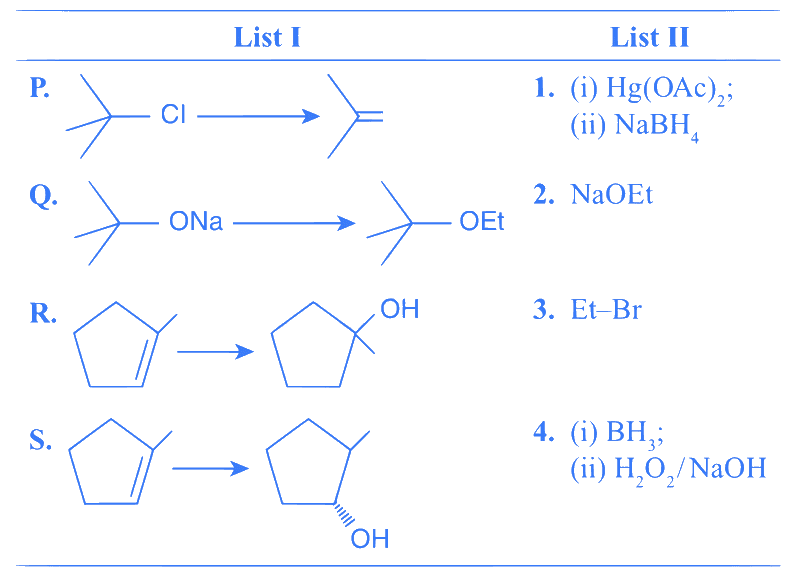 List I List II
P. Cl 1. (i) Hg(OAc)₂;
(ii) NaBH₄
Q. ONa OEt 2. NaOEt
R. OH 3. Et–Br
S. 4. (i) BH₃;
(ii) H₂O₂/NaOH
OH